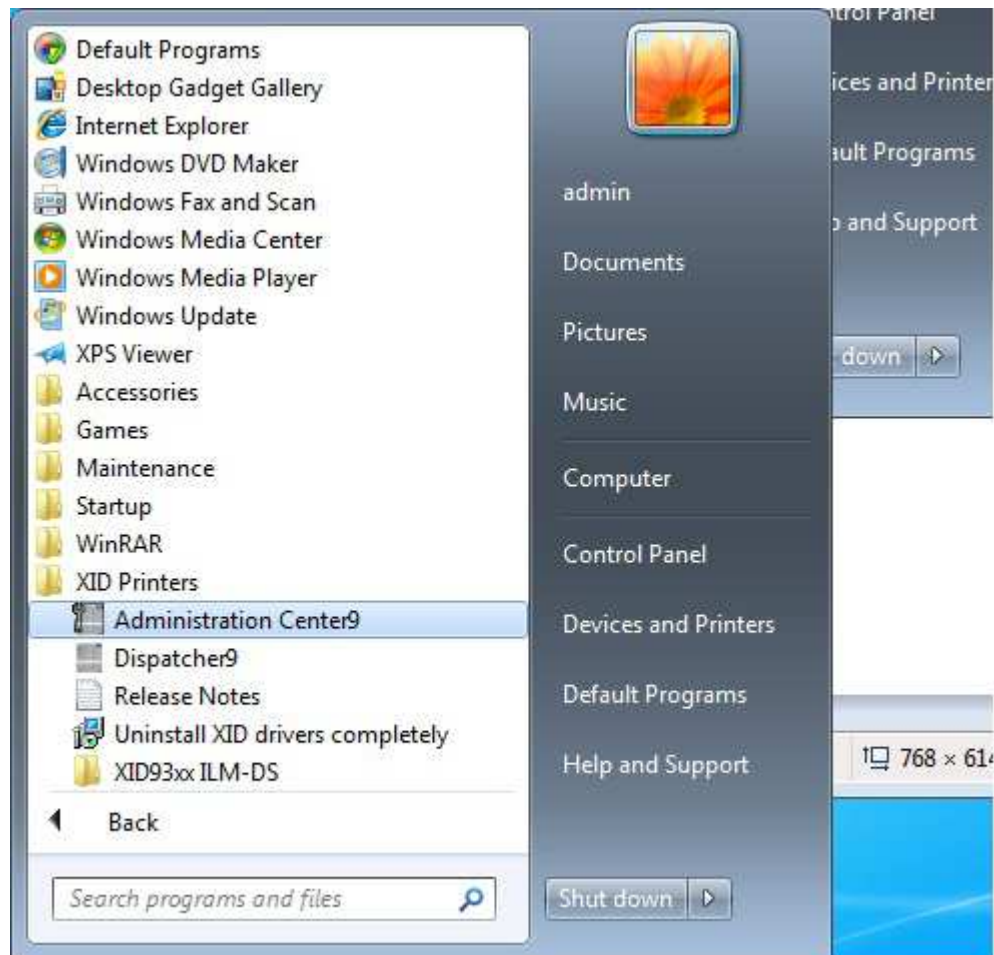 Default Programs
Desktop Gadget Gallery
Internet Explorer
Windows DVD Maker
Windows Fax and Scan
Windows Media Center
Windows Media Player
Windows Update
XPS Viewer
Accessories
Games
Maintenance
Startup
WinRAR
XID Printers
Administration Center9
Dispatcher9
Release Notes
Uninstall XID drivers completely
XID93xx ILM-DS
Back
Search programs and files
admin
Documents
Pictures
Music
Computer
Control Panel
Devices and Printers
Default Programs
Help and Support
Shut down
trol Panel
ices and Printer
ault Programs
p and Support
down
768 × 614